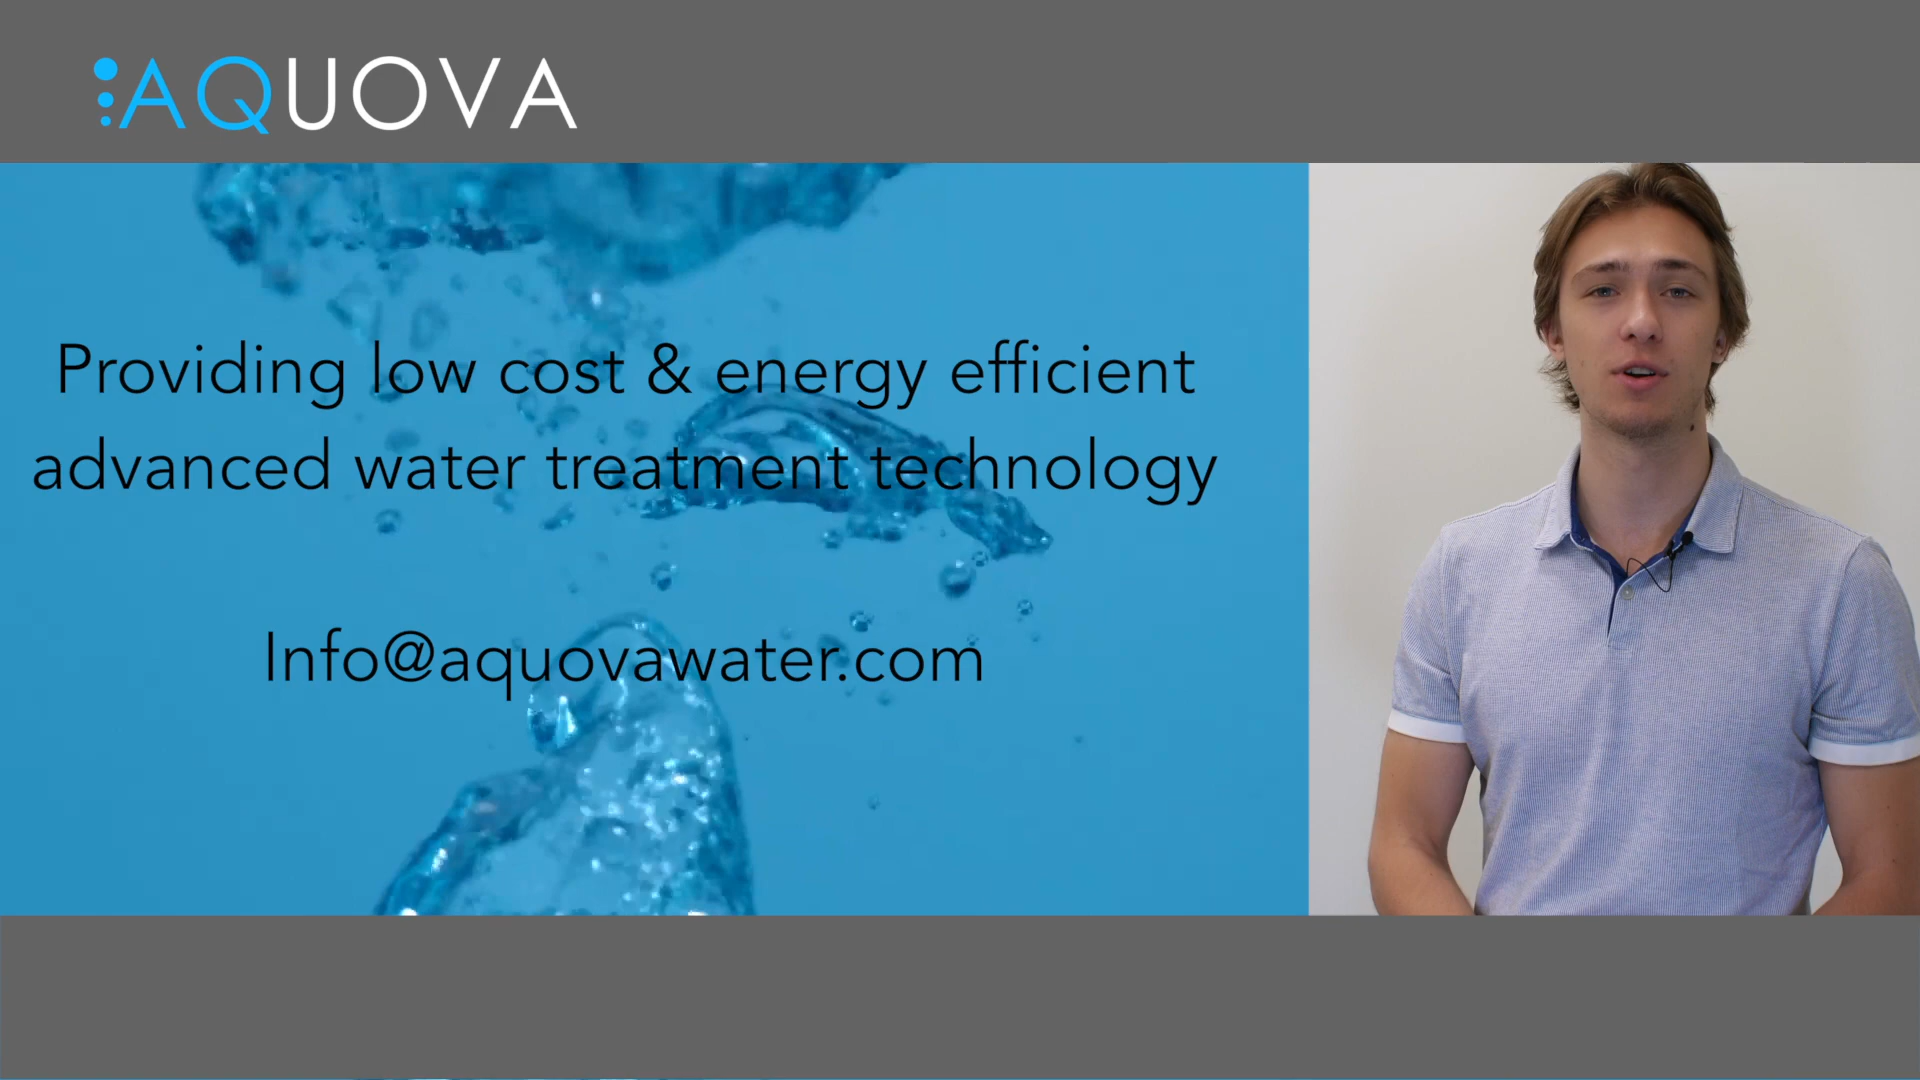 AQUOVA
Providing low cost & energy efficient
advanced water treatment technology
Info@aquovawater.com